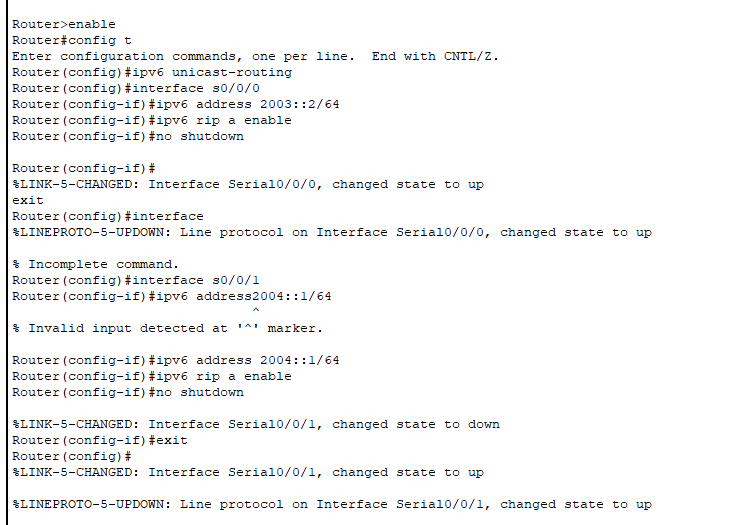 Router>enable
Router#config t
Enter configuration commands, one per line.  End with CNTL/Z.
Router(config)#ipv6 unicast-routing
Router(config)#interface s0/0/0
Router(config-if)#ipv6 address 2003::2/64
Router(config-if)#ipv6 rip a enable
Router(config-if)#no shutdown

Router(config-if)#
%LINK-5-CHANGED: Interface Serial0/0/0, changed state to up
exit
Router(config)#interface
%LINEPROTO-5-UPDOWN: Line protocol on Interface Serial0/0/0, changed state to up

% Incomplete command.
Router(config)#interface s0/0/1
Router(config-if)#ipv6 address2004::1/64
                              ^
% Invalid input detected at '^' marker.

Router(config-if)#ipv6 address 2004::1/64
Router(config-if)#ipv6 rip a enable
Router(config-if)#no shutdown

%LINK-5-CHANGED: Interface Serial0/0/1, changed state to down
Router(config-if)#exit
Router(config)#
%LINK-5-CHANGED: Interface Serial0/0/1, changed state to up

%LINEPROTO-5-UPDOWN: Line protocol on Interface Serial0/0/1, changed state to up